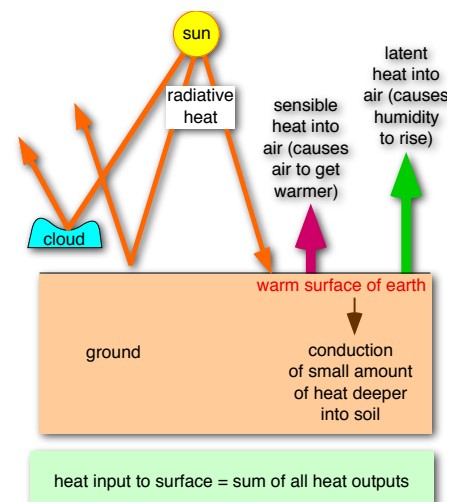 sun
radiative
heat
cloud
sensible
heat into
air (causes
air to get
warmer)
latent
heat into
air (causes
humidity
to rise)
warm surface of earth
ground
conduction
of small amount
of heat deeper
into soil
heat input to surface = sum of all heat outputs